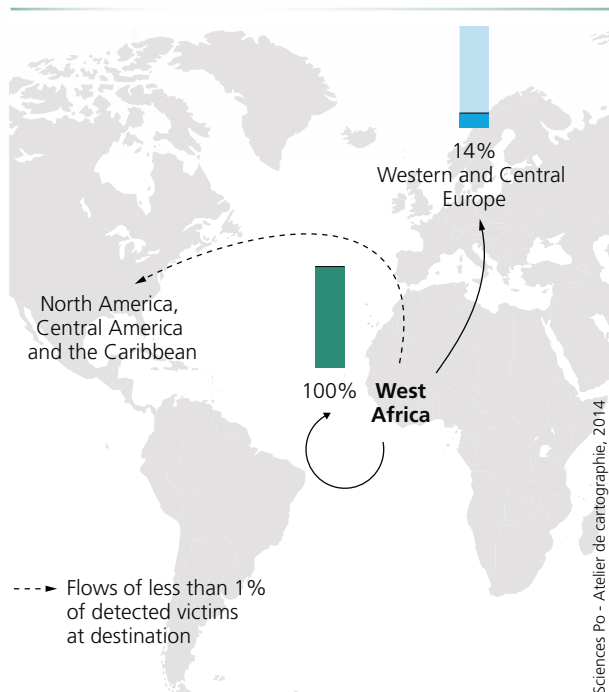 14%
Western and Central
Europe
North America,
Central America
and the Caribbean
100%
West
Africa
Flows of less than 1%
of detected victims
at destination
Sciences Po - Atelier de cartographie, 2014